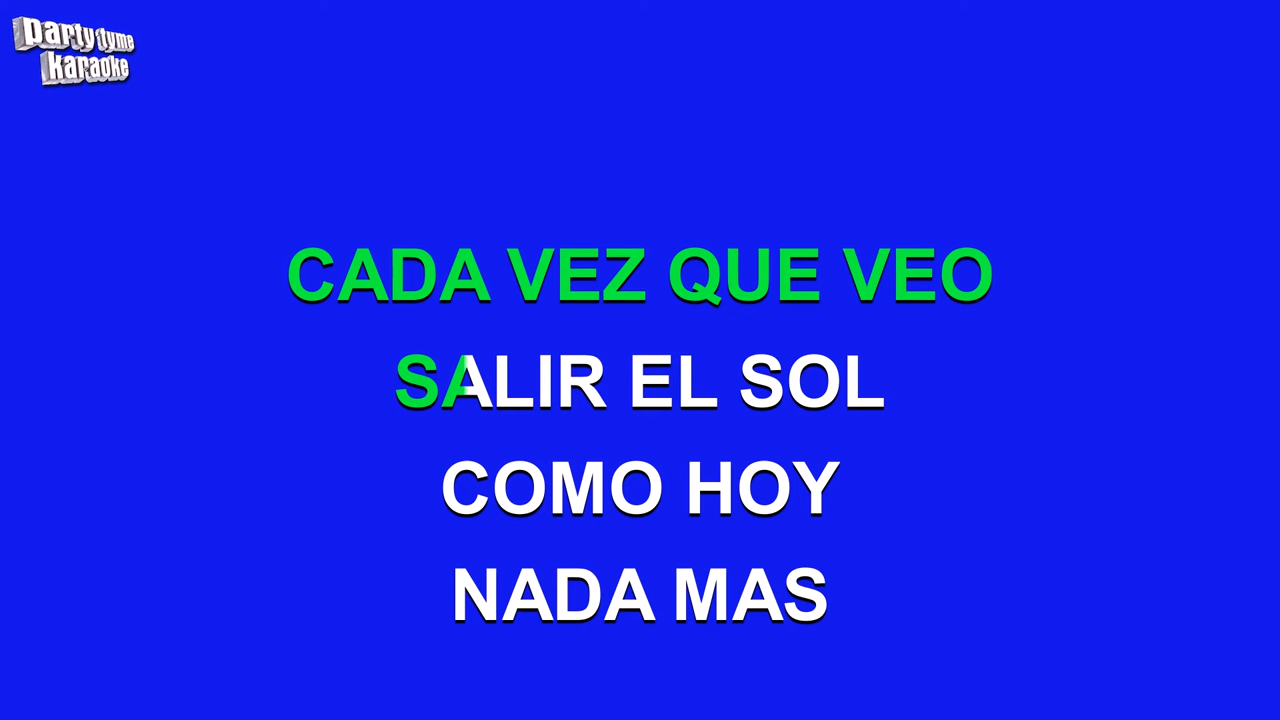 party tyme
karaoke
CADA VEZ QUE VEO
SALIR EL SOL
COMO HOY
NADA MAS